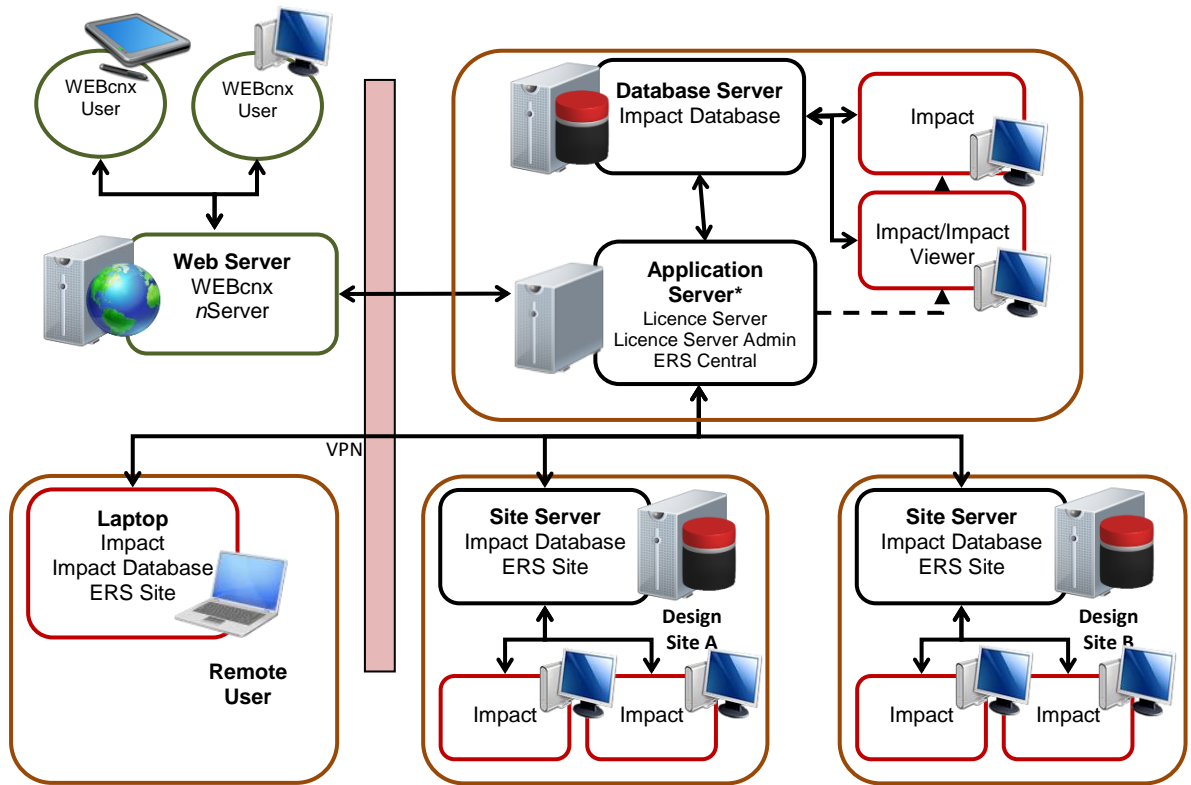 WEBcnx
User
WEBcnx
User
Web Server
WEBcnx
nServer
Database Server
Impact Database
Impact
Impact/Impact
Viewer
Application
Server*
Licence Server
Licence Server Admin
ERS Central
VPN
Laptop
Impact
Impact Database
ERS Site
Remote
User
Site Server
Impact Database
ERS Site
Design
Site A
Impact
Impact
Site Server
Impact Database
ERS Site
Design
Site B
Impact
Impact